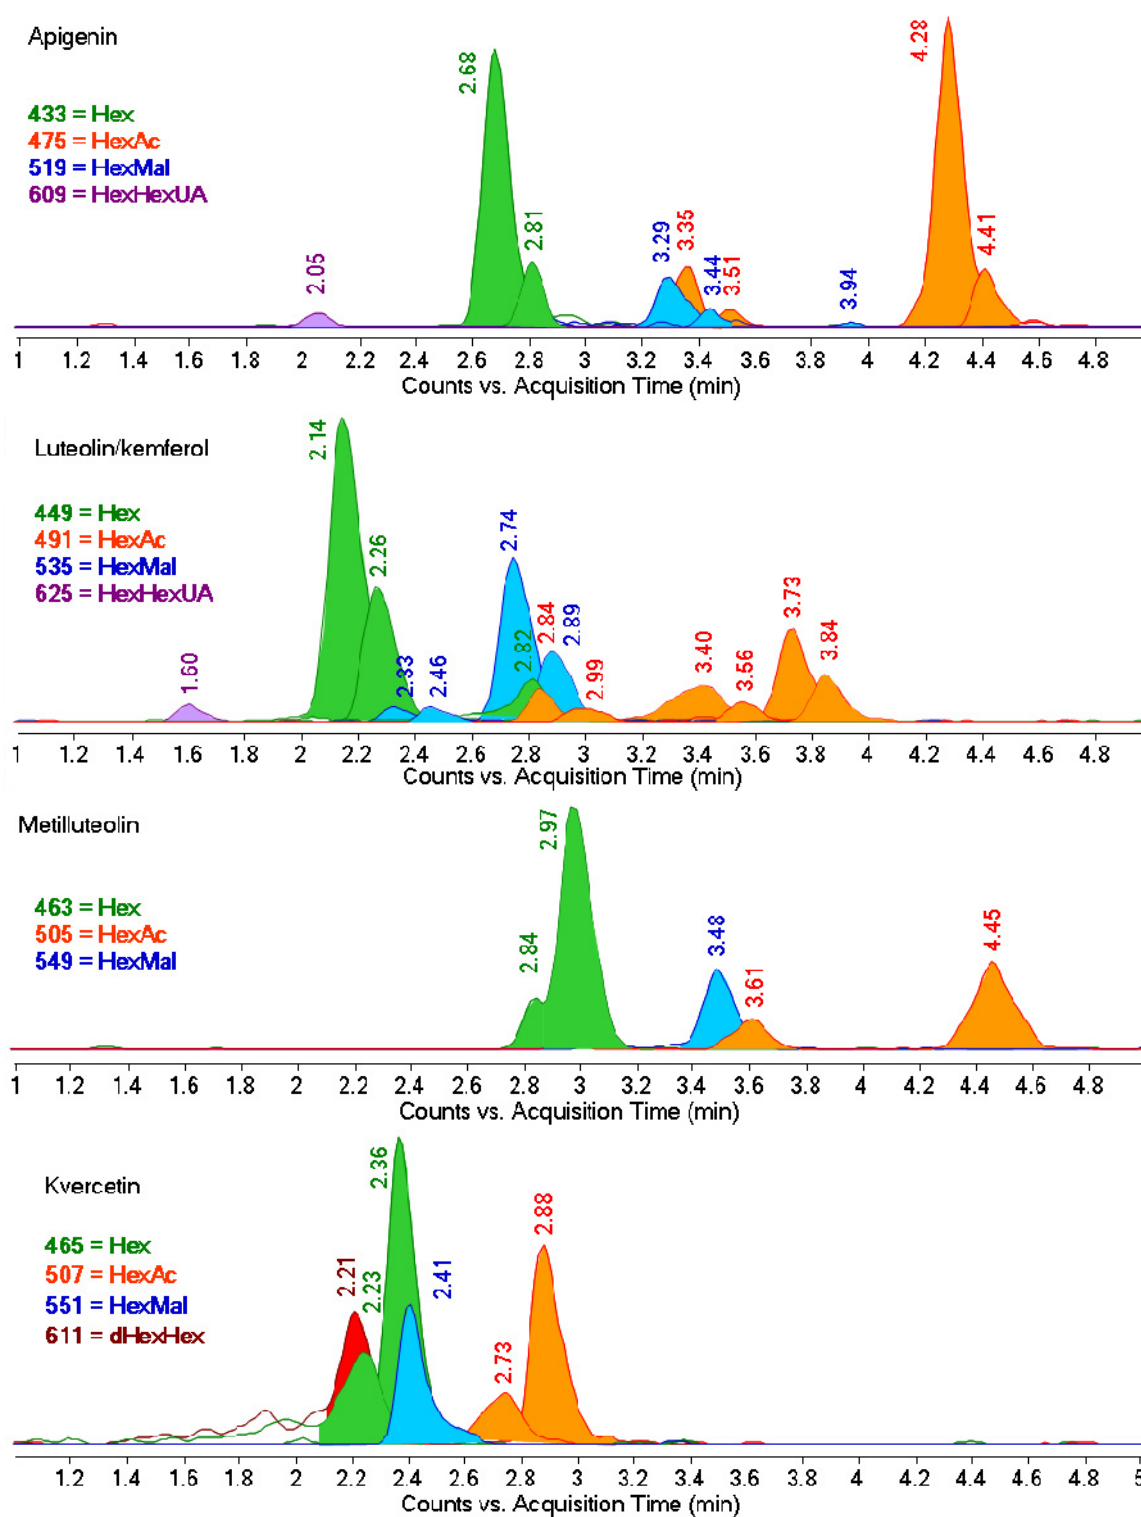 Apigenin
433 = Hex
475 = HexAc
519 = HexMal
609 = HexHexUA
2.05
2.68
2.81
3.29
3.35
3.44
3.51
3.94
4.28
4.41
1 1.2 1.4 1.6 1.8 2 2.2 2.4 2.6 2.8 3 3.2 3.4 3.6 3.8 4 4.2 4.4 4.6 4.8
Counts vs. Acquisition Time (min)
Luteolin/kemferol
449 = Hex
491 = HexAc
535 = HexMal
625 = HexHexUA
1.60
2.14
2.26
2.33
2.46
2.74
2.82
2.84
2.89
2.99
3.40
3.56
3.73
3.84
1 1.2 1.4 1.6 1.8 2 2.2 2.4 2.6 2.8 3 3.2 3.4 3.6 3.8 4 4.2 4.4 4.6 4.8
Counts vs. Acquisition Time (min)
Metilluteolin
463 = Hex
505 = HexAc
549 = HexMal
2.84
2.97
3.48
3.61
4.45
1 1.2 1.4 1.6 1.8 2 2.2 2.4 2.6 2.8 3 3.2 3.4 3.6 3.8 4 4.2 4.4 4.6 4.8
Counts vs. Acquisition Time (min)
Kvercetin
465 = Hex
507 = HexAc
551 = HexMal
611 = dHexHex
2.21
2.23
2.36
2.41
2.73
2.88
1.2 1.4 1.6 1.8 2 2.2 2.4 2.6 2.8 3 3.2 3.4 3.6 3.8 4 4.2 4.4 4.6 4.8 5
Counts vs. Acquisition Time (min)